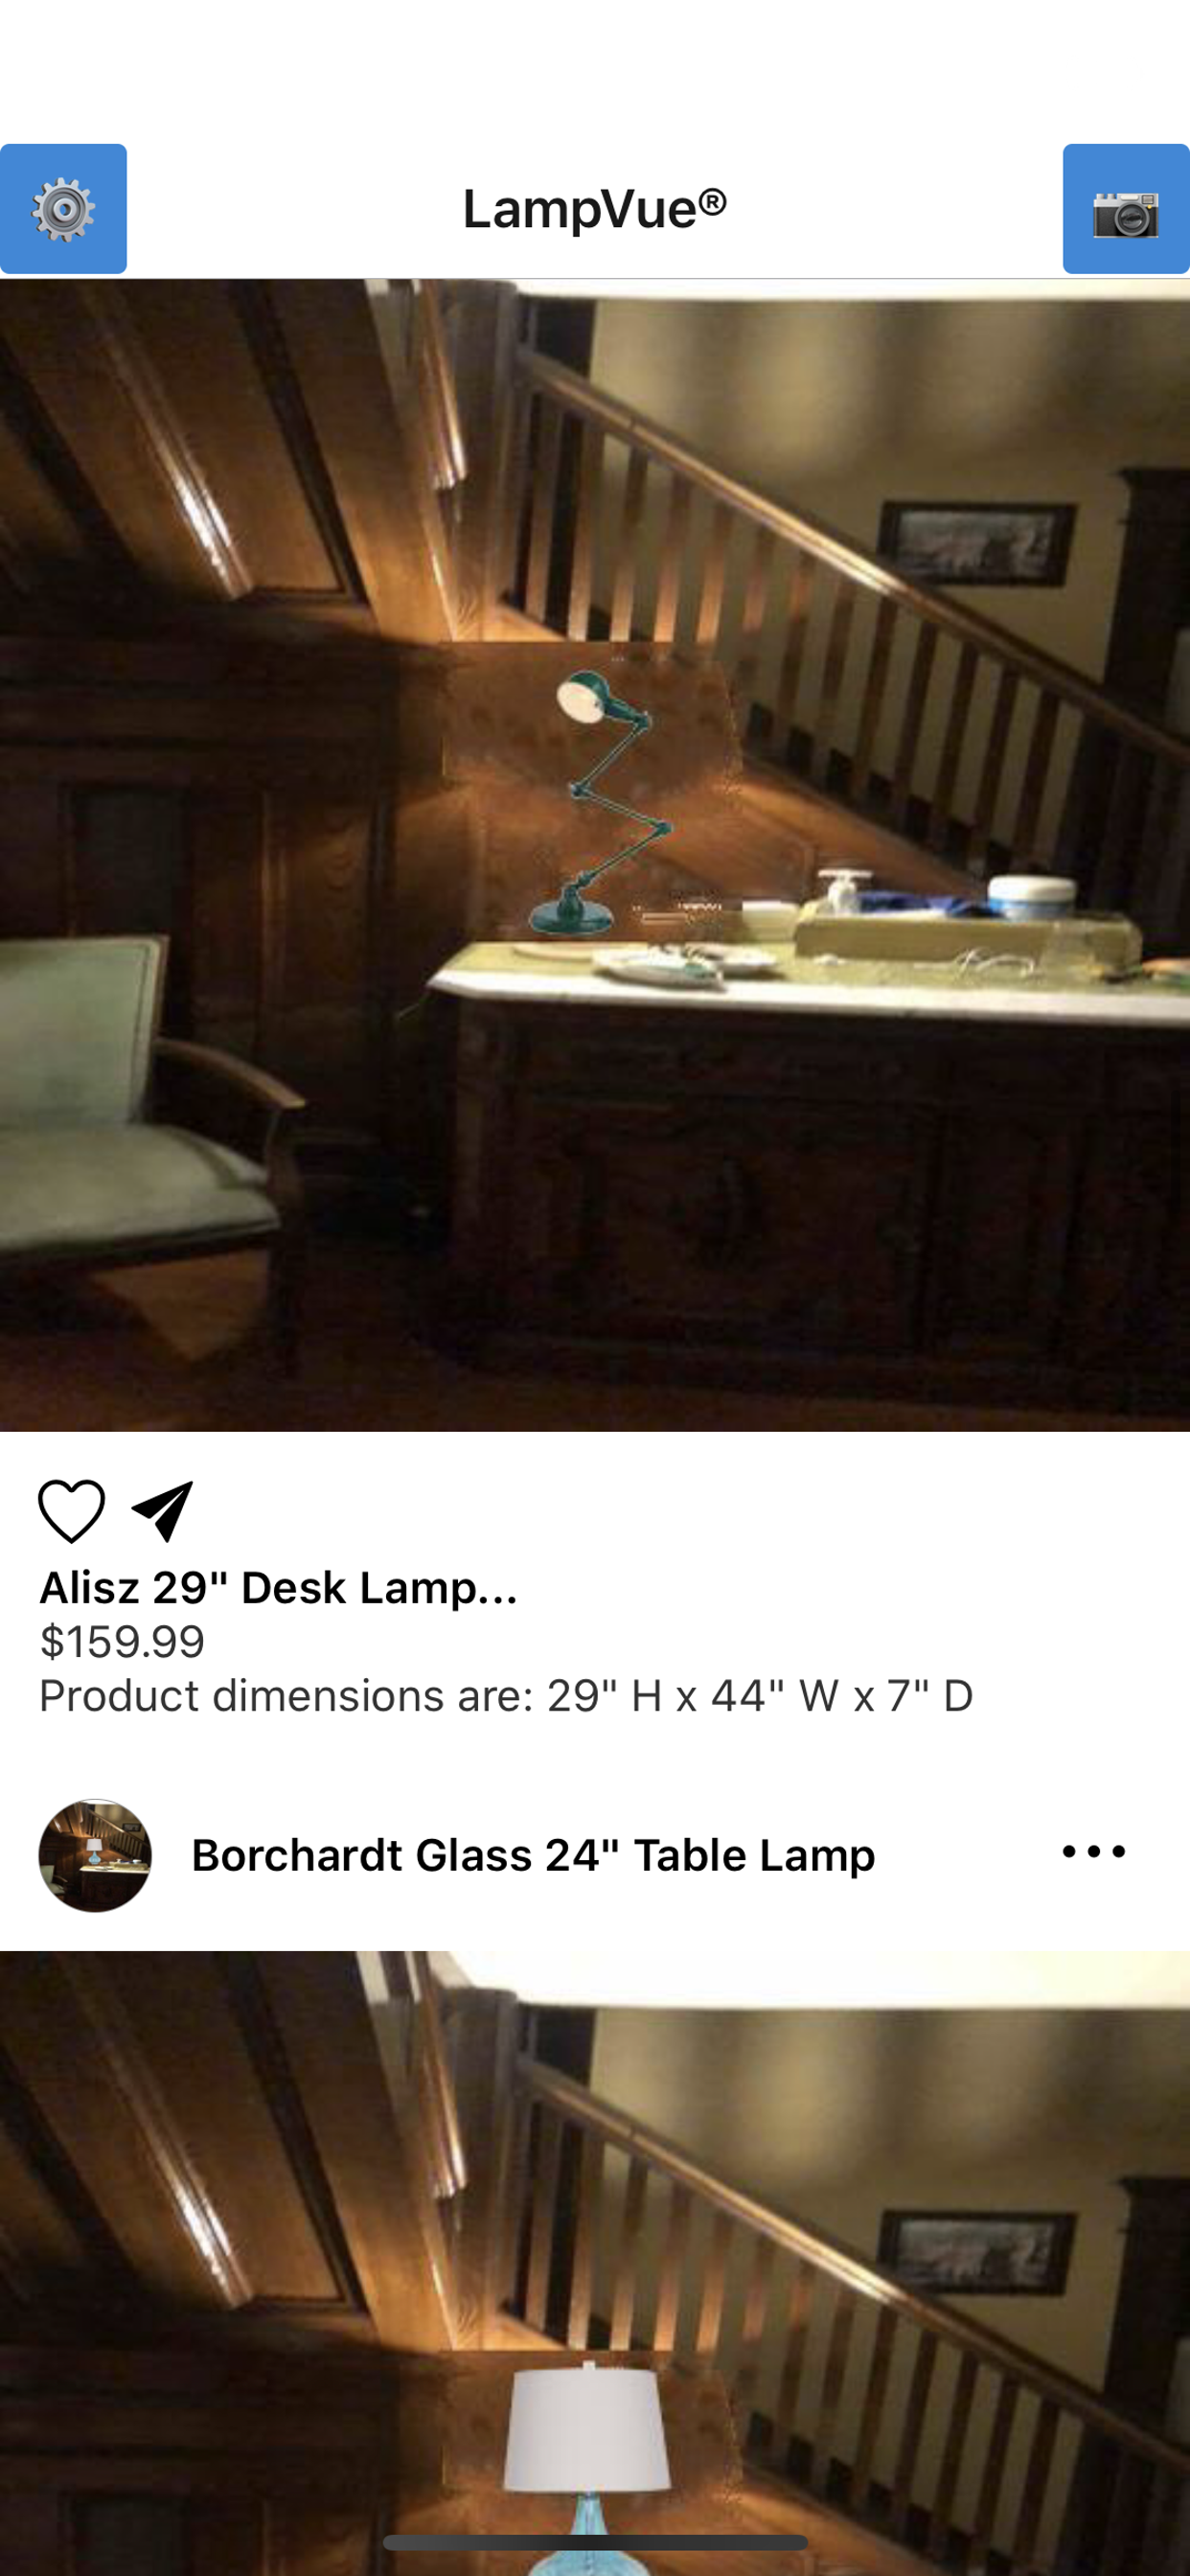 LampVue®
Alisz 29" Desk Lamp...
$159.99
Product dimensions are: 29" H x 44" W x 7" D
Borchardt Glass 24" Table Lamp